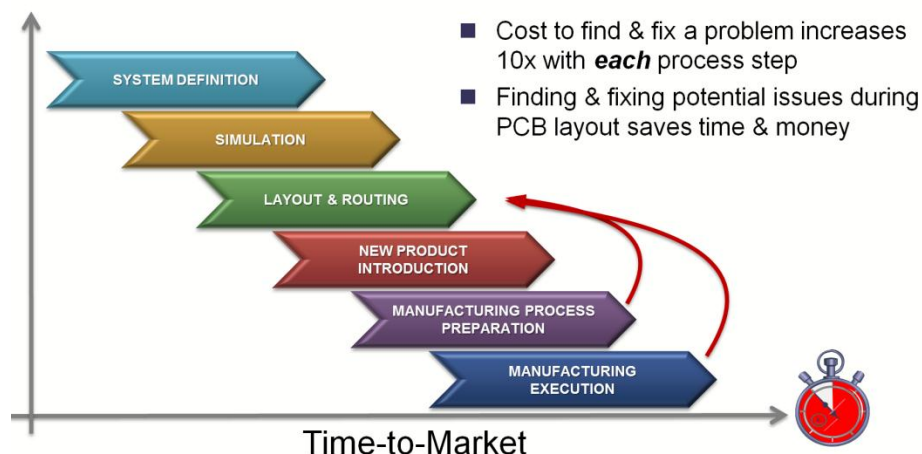 ■ Cost to find & fix a problem increases
10x with each process step
■ Finding & fixing potential issues during
PCB layout saves time & money
SYSTEM DEFINITION
SIMULATION
LAYOUT & ROUTING
NEW PRODUCT
INTRODUCTION
MANUFACTURING PROCESS
PREPARATION
MANUFACTURING
EXECUTION
Time-to-Market